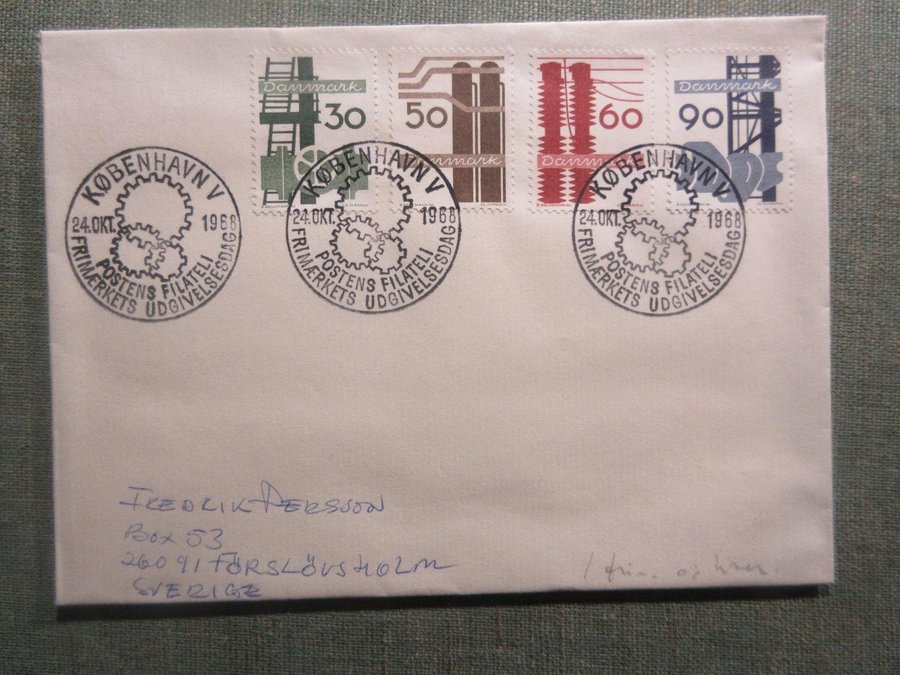 Danmark
30
50
Danmark
Danmark
60
Danmark
90
KØBENHAVN V
24.OKT. 1968
POSTENS FILATELI
FRIMÆRKETS UDGIVELSESDAG
KØBENHAVN V
24.OKT. 1968
POSTENS FILATELI
FRIMÆRKETS UDGIVELSESDAG
KØBENHAVN V
24.OKT. 1968
POSTENS FILATELI
FRIMÆRKETS UDGIVELSESDAG
FREDRIK PERSSON
Box 53
26091 FÖRSLÖVSHOLM
SVERIGE